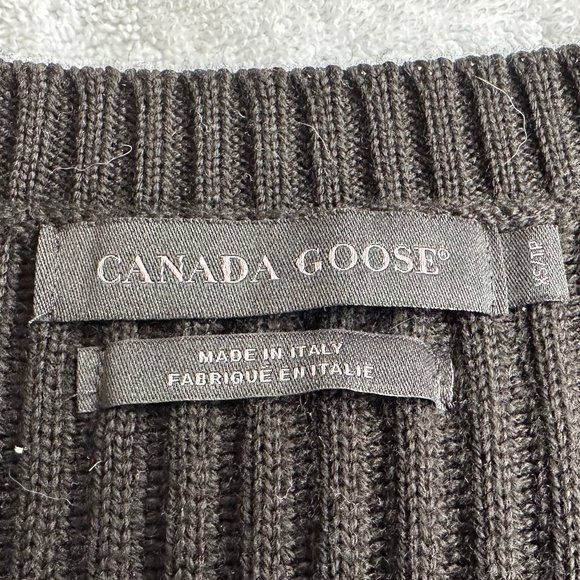 CANADA GOOSE®
XS/TP
MADE IN ITALY
FABRIQUE EN ITALIE